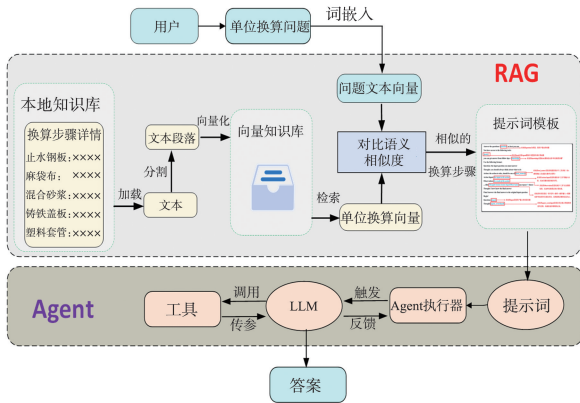 用户
单位换算问题
词嵌入
RAG
问题文本向量
本地知识库
换算步骤详情
止水钢板:××××
麻袋布:××××
混合砂浆:××××
铸铁盖板:××××
塑料套管:××××
加载
文本
分割
文本段落
向量化
向量知识库
检索
单位换算向量
对比语义
相似度
相似的
换算步骤
提示词模板
Agent
工具
调用
传参
LLM
触发
反馈
Agent执行器
提示词
答案